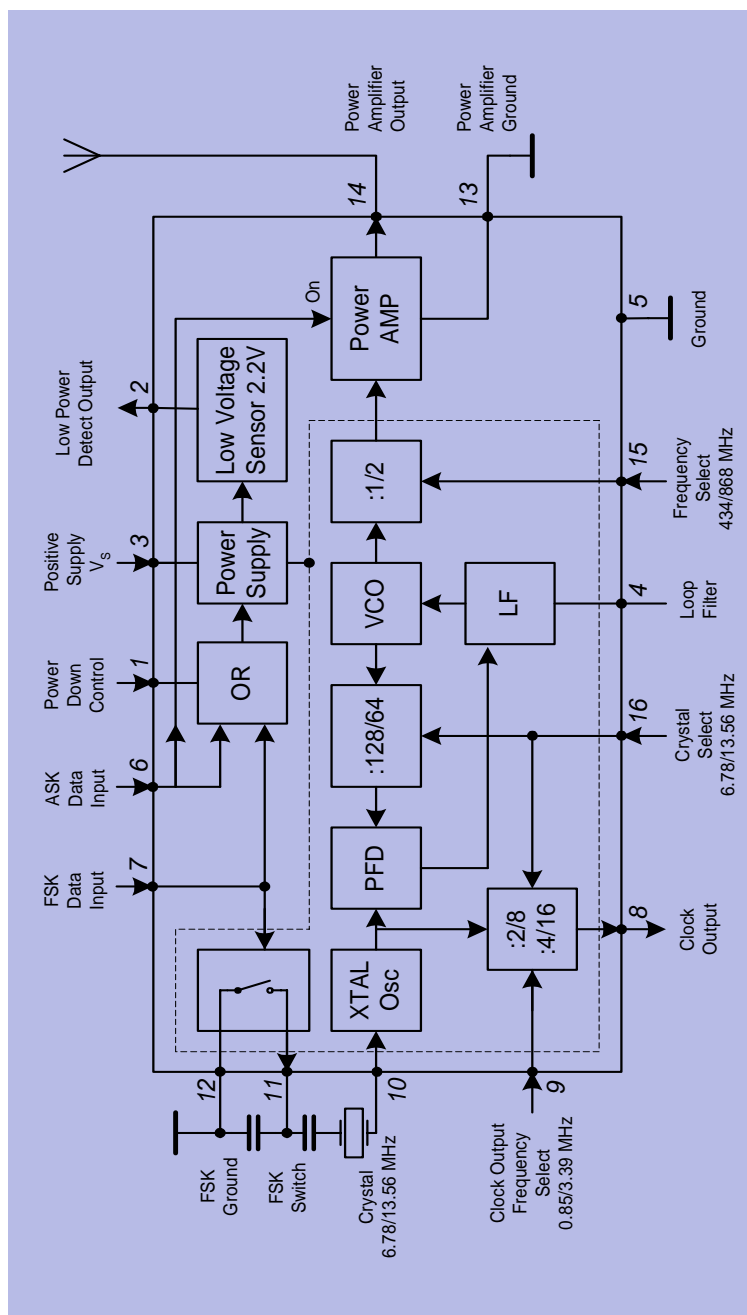 FSK
Data
Input
7
ASK
Data
Input
6
Power
Down
Control
1
Positive
Supply
VS
3
Low Power
Detect Output
2
OR
Power
Supply
Low Voltage
Sensor 2.2V
On
12
FSK
Ground
11
FSK
Switch
10
Crystal
6.78/13.56 MHz
XTAL
Osc
PFD
:128/64
VCO
:1/2
Power
AMP
14
Power
Amplifier
Output
13
Power
Amplifier
Ground
:2/8
:4/16
LF
9
Clock Output
Frequency
Select
0.85/3.39 MHz
8
Clock
Output
16
Crystal
Select
6.78/13.56 MHz
4
Loop
Filter
15
Frequency
Select
434/868 MHz
5
Ground